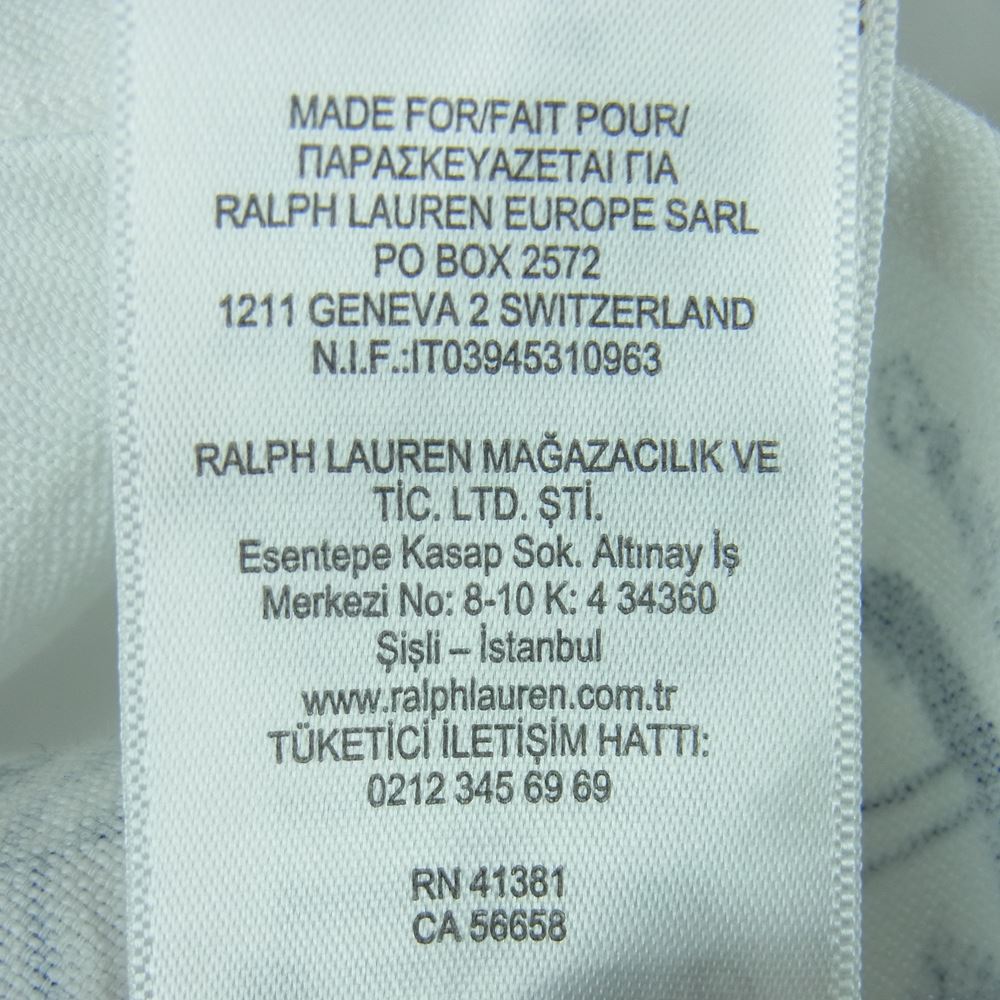 MADE FOR/FAIT POUR/
ΠΑΡΑΣΚΕΥΑΖΕΤΑΙ ΓΙΑ
RALPH LAUREN EUROPE SARL
PO BOX 2572
1211 GENEVA 2 SWITZERLAND
N.I.F.:IT03945310963
RALPH LAUREN MAĞAZACILIK VE
TİC. LTD. ŞTİ.
Esentepe Kasap Sok. Altınay İş
Merkezi No: 8-10 K: 4 34360
Şişli – İstanbul
www.ralphlauren.com.tr
TÜKETİCİ İLETİŞİM HATTI:
0212 345 69 69
RN 41381
CA 56658